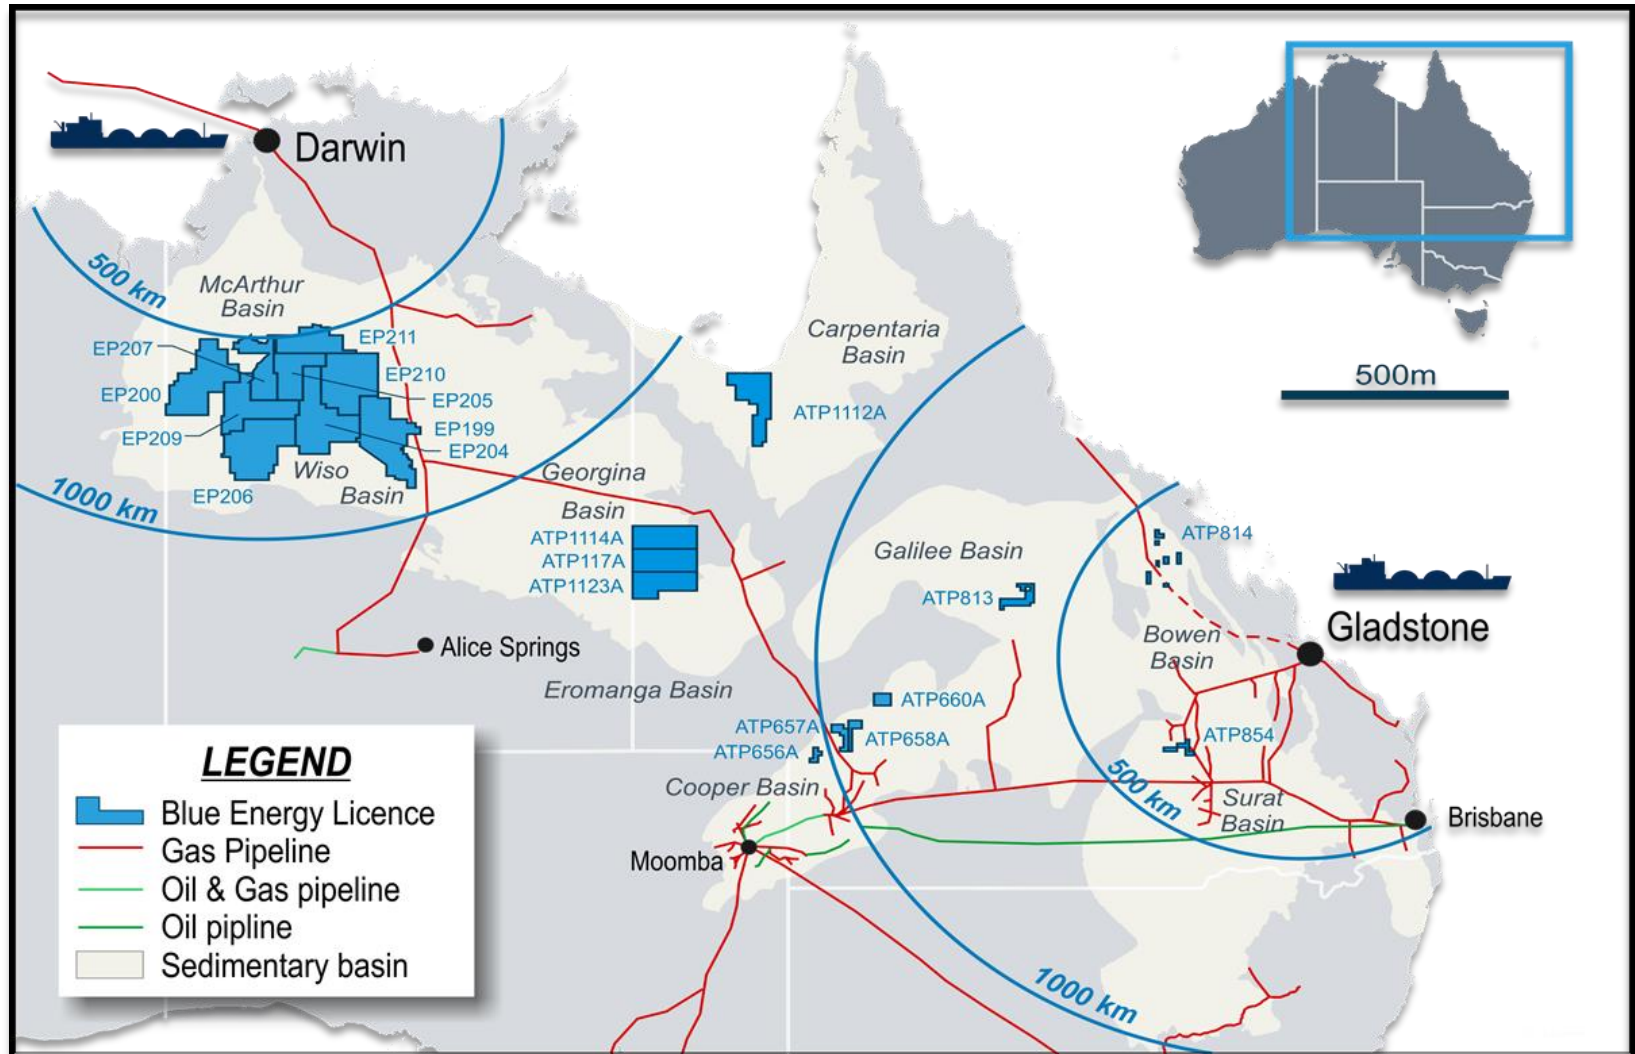 Darwin
500 km
McArthur
Basin
EP207
EP211
EP200
EP210
EP205
EP209
EP199
EP204
Wiso
Basin
EP206
1000 km
Carpentaria
Basin
ATP1112A
500m
Georgina
Basin
ATP1114A
ATP117A
ATP1123A
Galilee Basin
ATP813
ATP814
Gladstone
Bowen
Basin
Alice Springs
Eromanga Basin
ATP660A
ATP657A
ATP658A
ATP656A
ATP854
Cooper Basin
500 km
Surat
Basin
Brisbane
Moomba
1000 km
LEGEND
Blue Energy Licence
Gas Pipeline
Oil & Gas pipeline
Oil pipline
Sedimentary basin